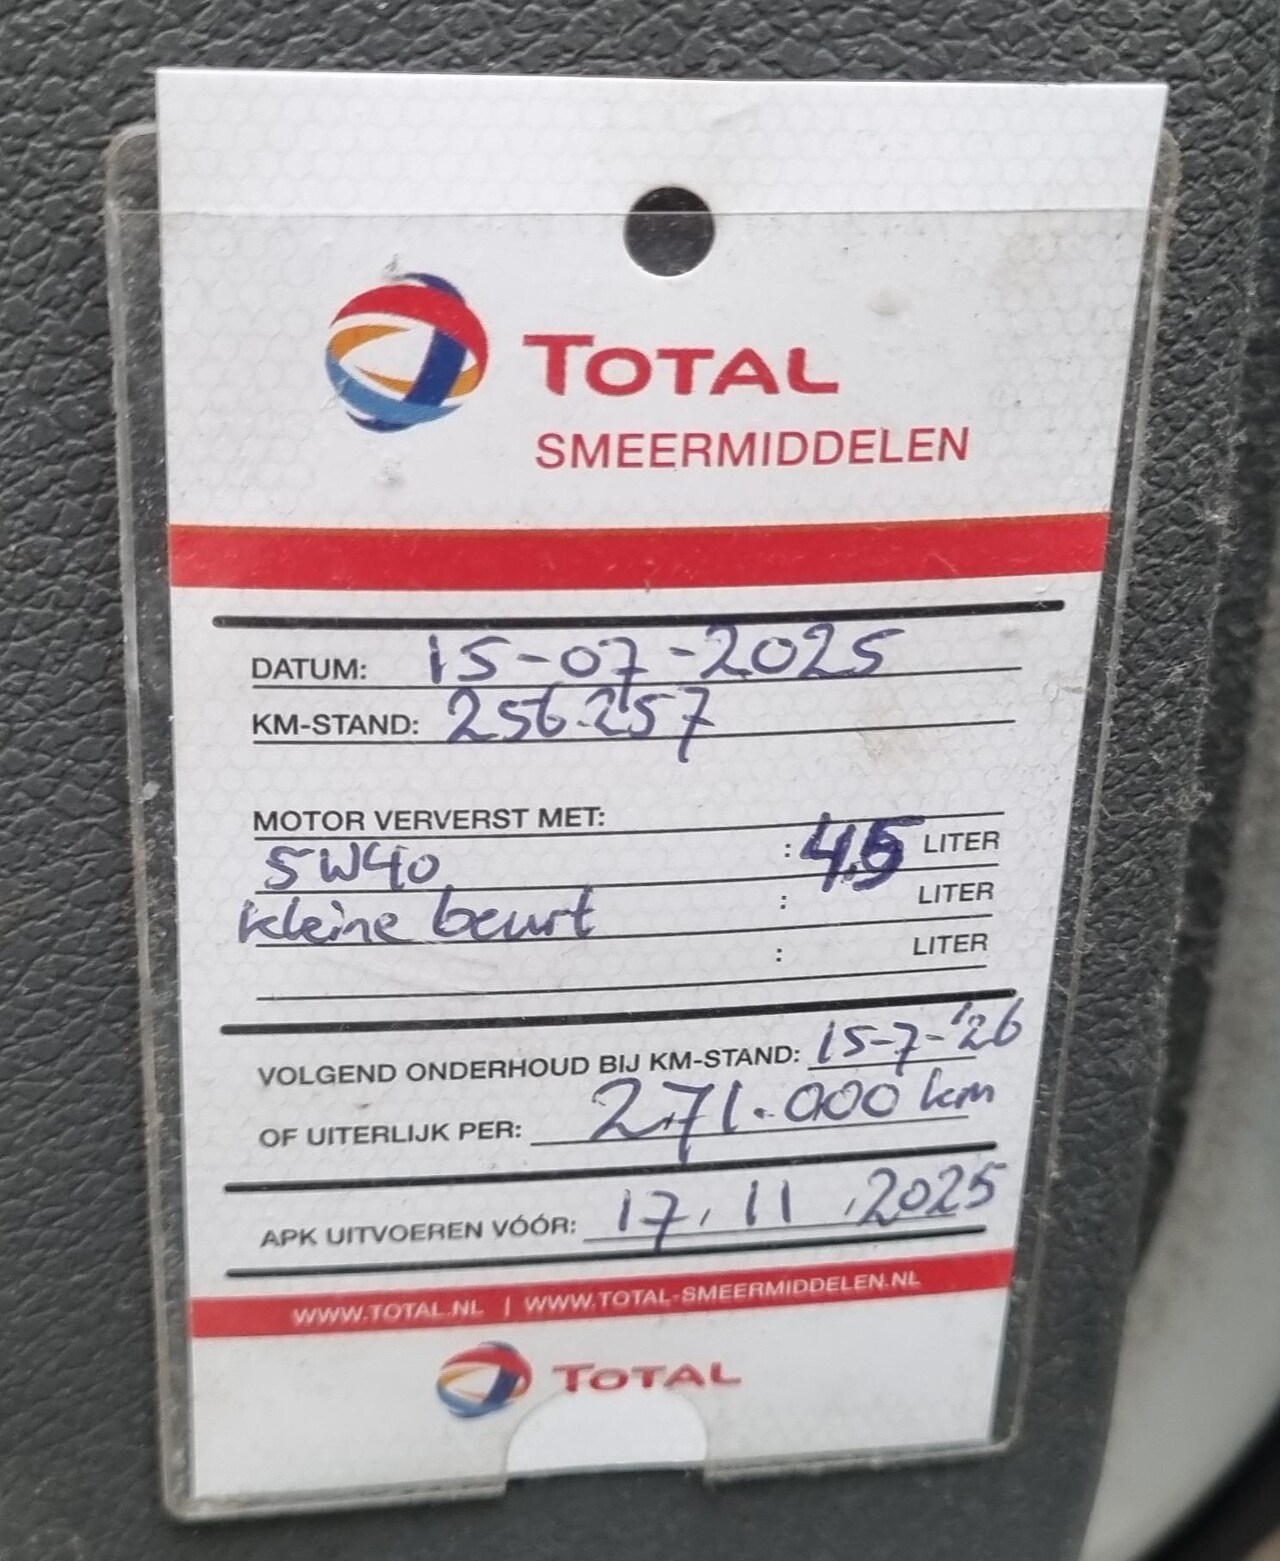 TOTAL
SMEERMIDDELEN
DATUM: 15-07-2025
KM-STAND: 256.257
MOTOR VERVERST MET:
5W40 : 4.5 LITER
kleine beurt : LITER
: LITER
VOLGEND ONDERHOUD BIJ KM-STAND: 15-7-'26
OF UITERLIJK PER: 271.000 km
APK UITVOEREN VÓÓR: 17, 11, 2025
WWW.TOTAL.NL | WWW.TOTAL-SMEERMIDDELEN.NL
TOTAL